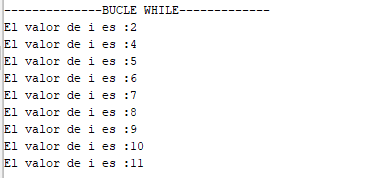 --------------BUCLE WHILE-------------
El valor de i es :2
El valor de i es :4
El valor de i es :5
El valor de i es :6
El valor de i es :7
El valor de i es :8
El valor de i es :9
El valor de i es :10
El valor de i es :11